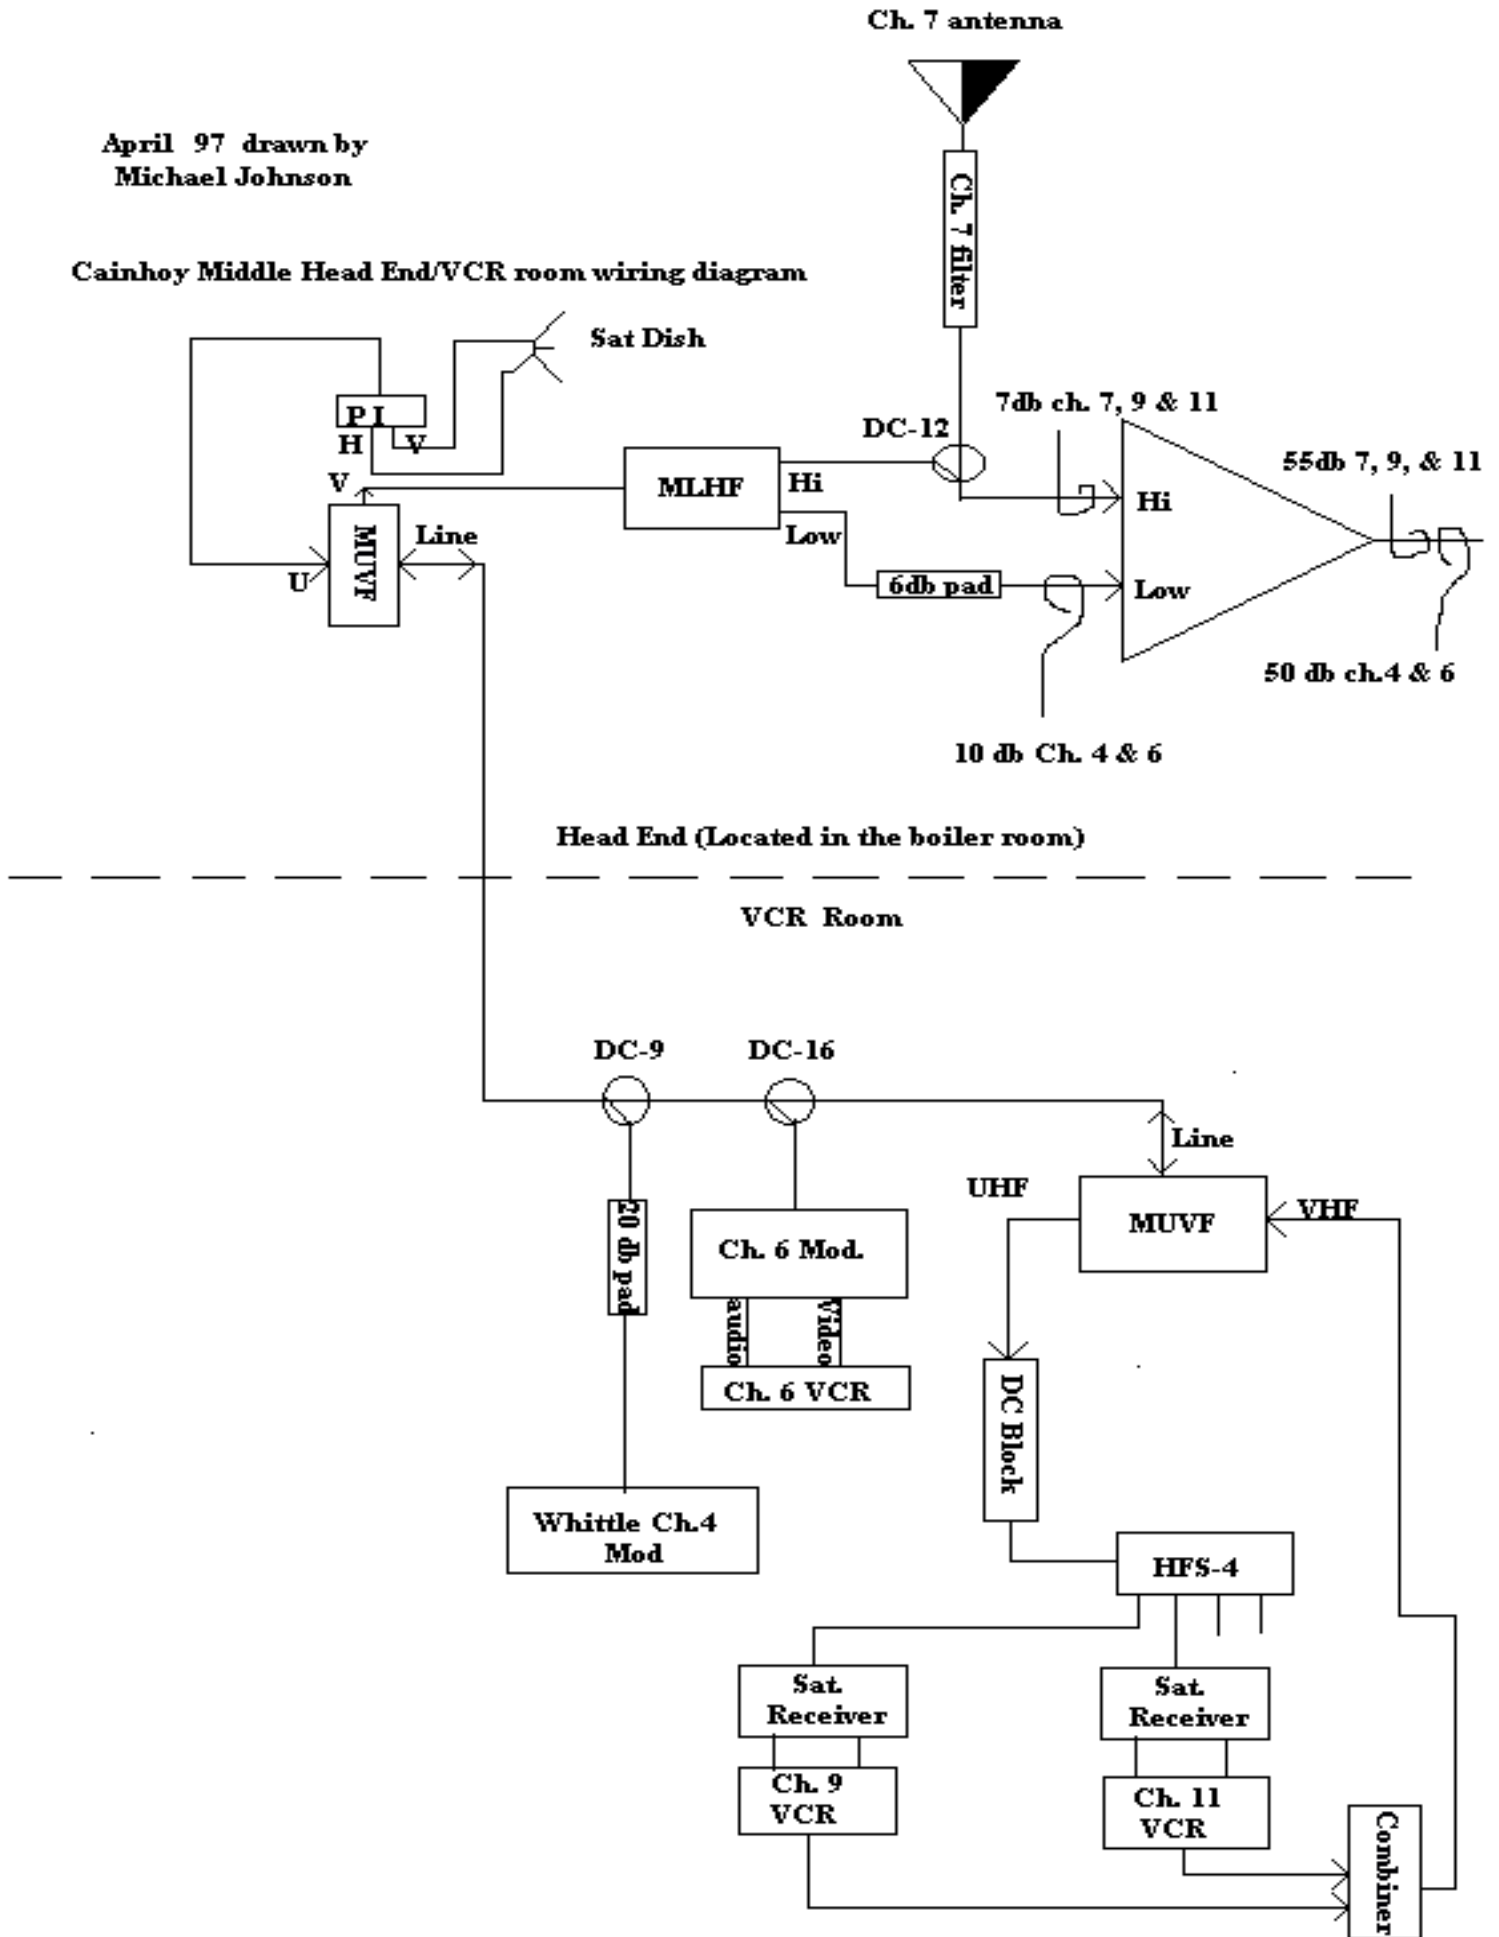 Ch. 7 antenna
April 97 drawn by
Michael Johnson
Ch. 7 filter
Cainhoy Middle Head End/VCR room wiring diagram
Sat Dish
P I
H V
7db ch. 7, 9 & 11
DC-12
55db 7, 9, & 11
V
MLHF
Hi
Hi
Line
Low
MUVF
U
6db pad
Low
50 db ch.4 & 6
10 db Ch. 4 & 6
Head End (Located in the boiler room)
VCR Room
DC-9
DC-16
Line
UHF
VHF
MUVF
20 db pad
Ch. 6 Mod.
audio
Video
Ch. 6 VCR
DC Block
Whittle Ch.4
Mod
HFS-4
Sat.
Receiver
Sat.
Receiver
Ch. 9
VCR
Ch. 11
VCR
Combiner